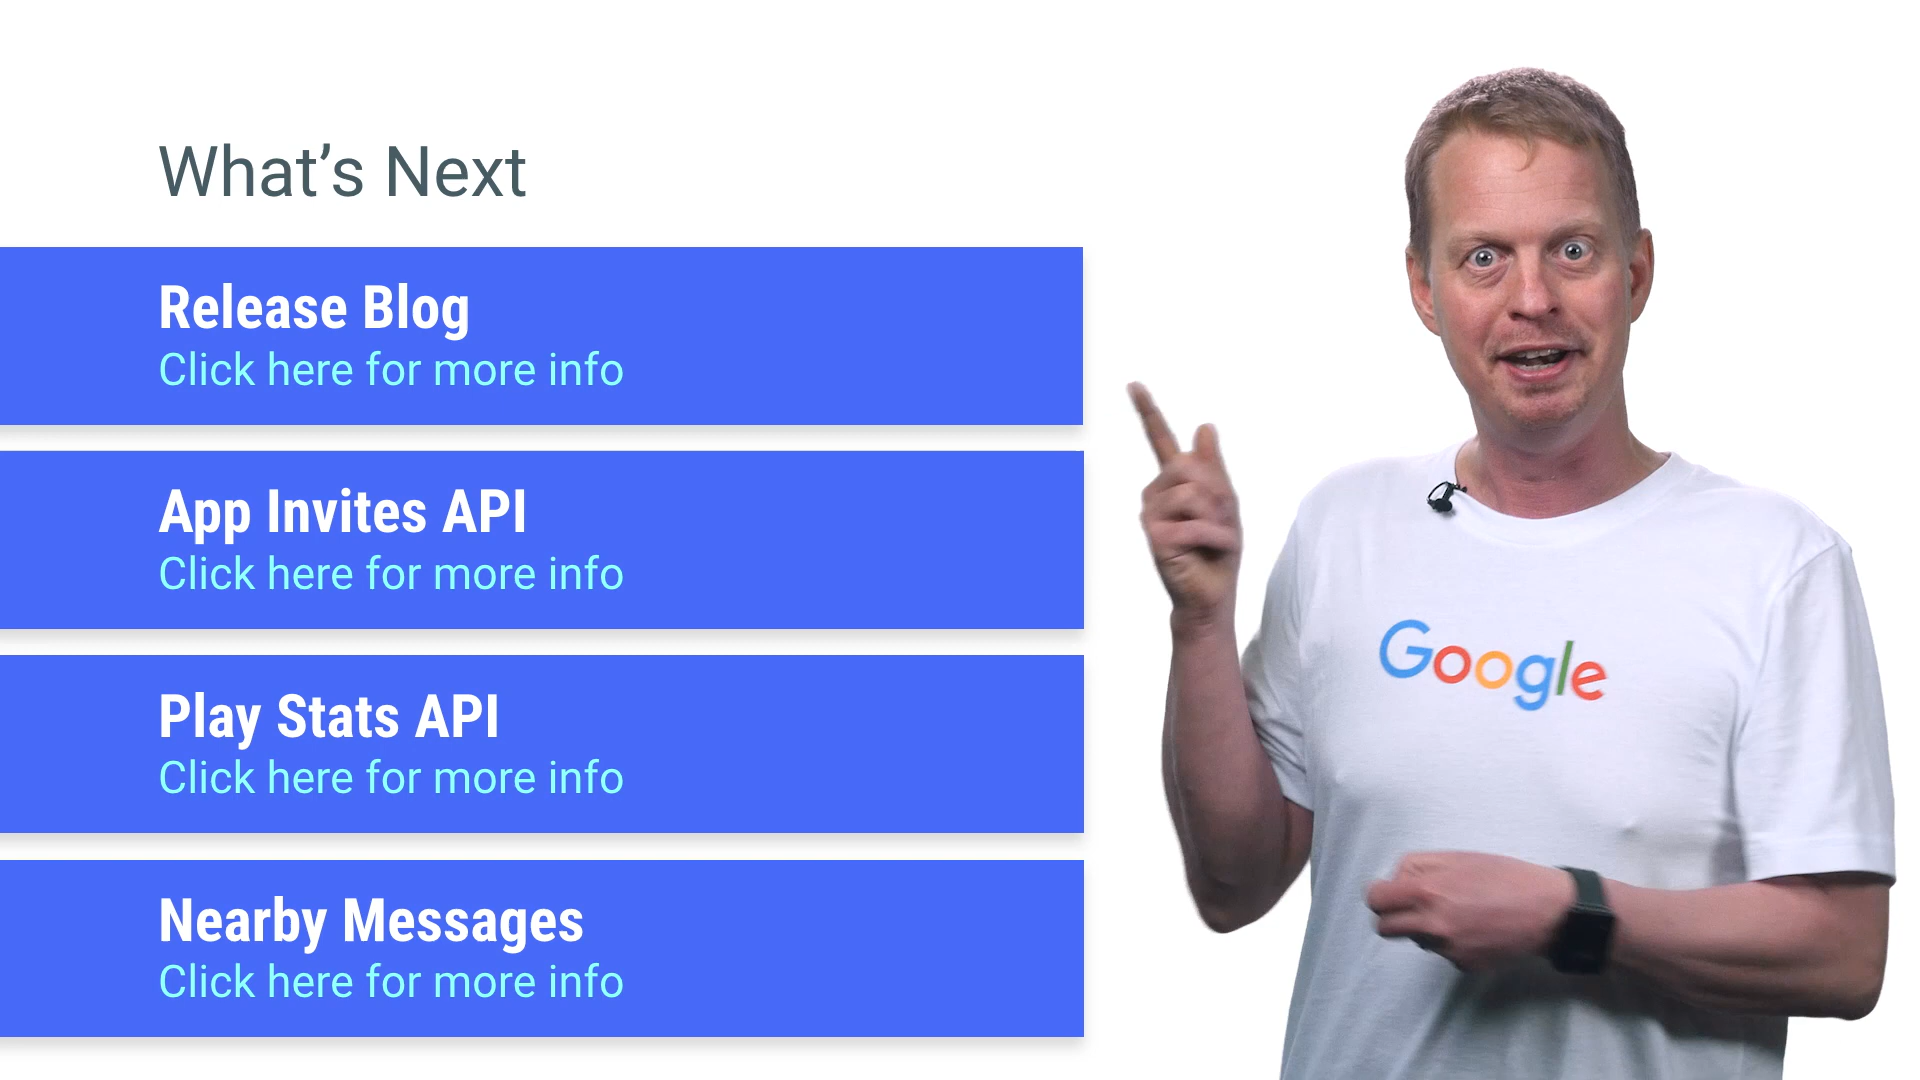 What’s Next
Release Blog
Click here for more info
App Invites API
Click here for more info
Play Stats API
Click here for more info
Nearby Messages
Click here for more info
Google